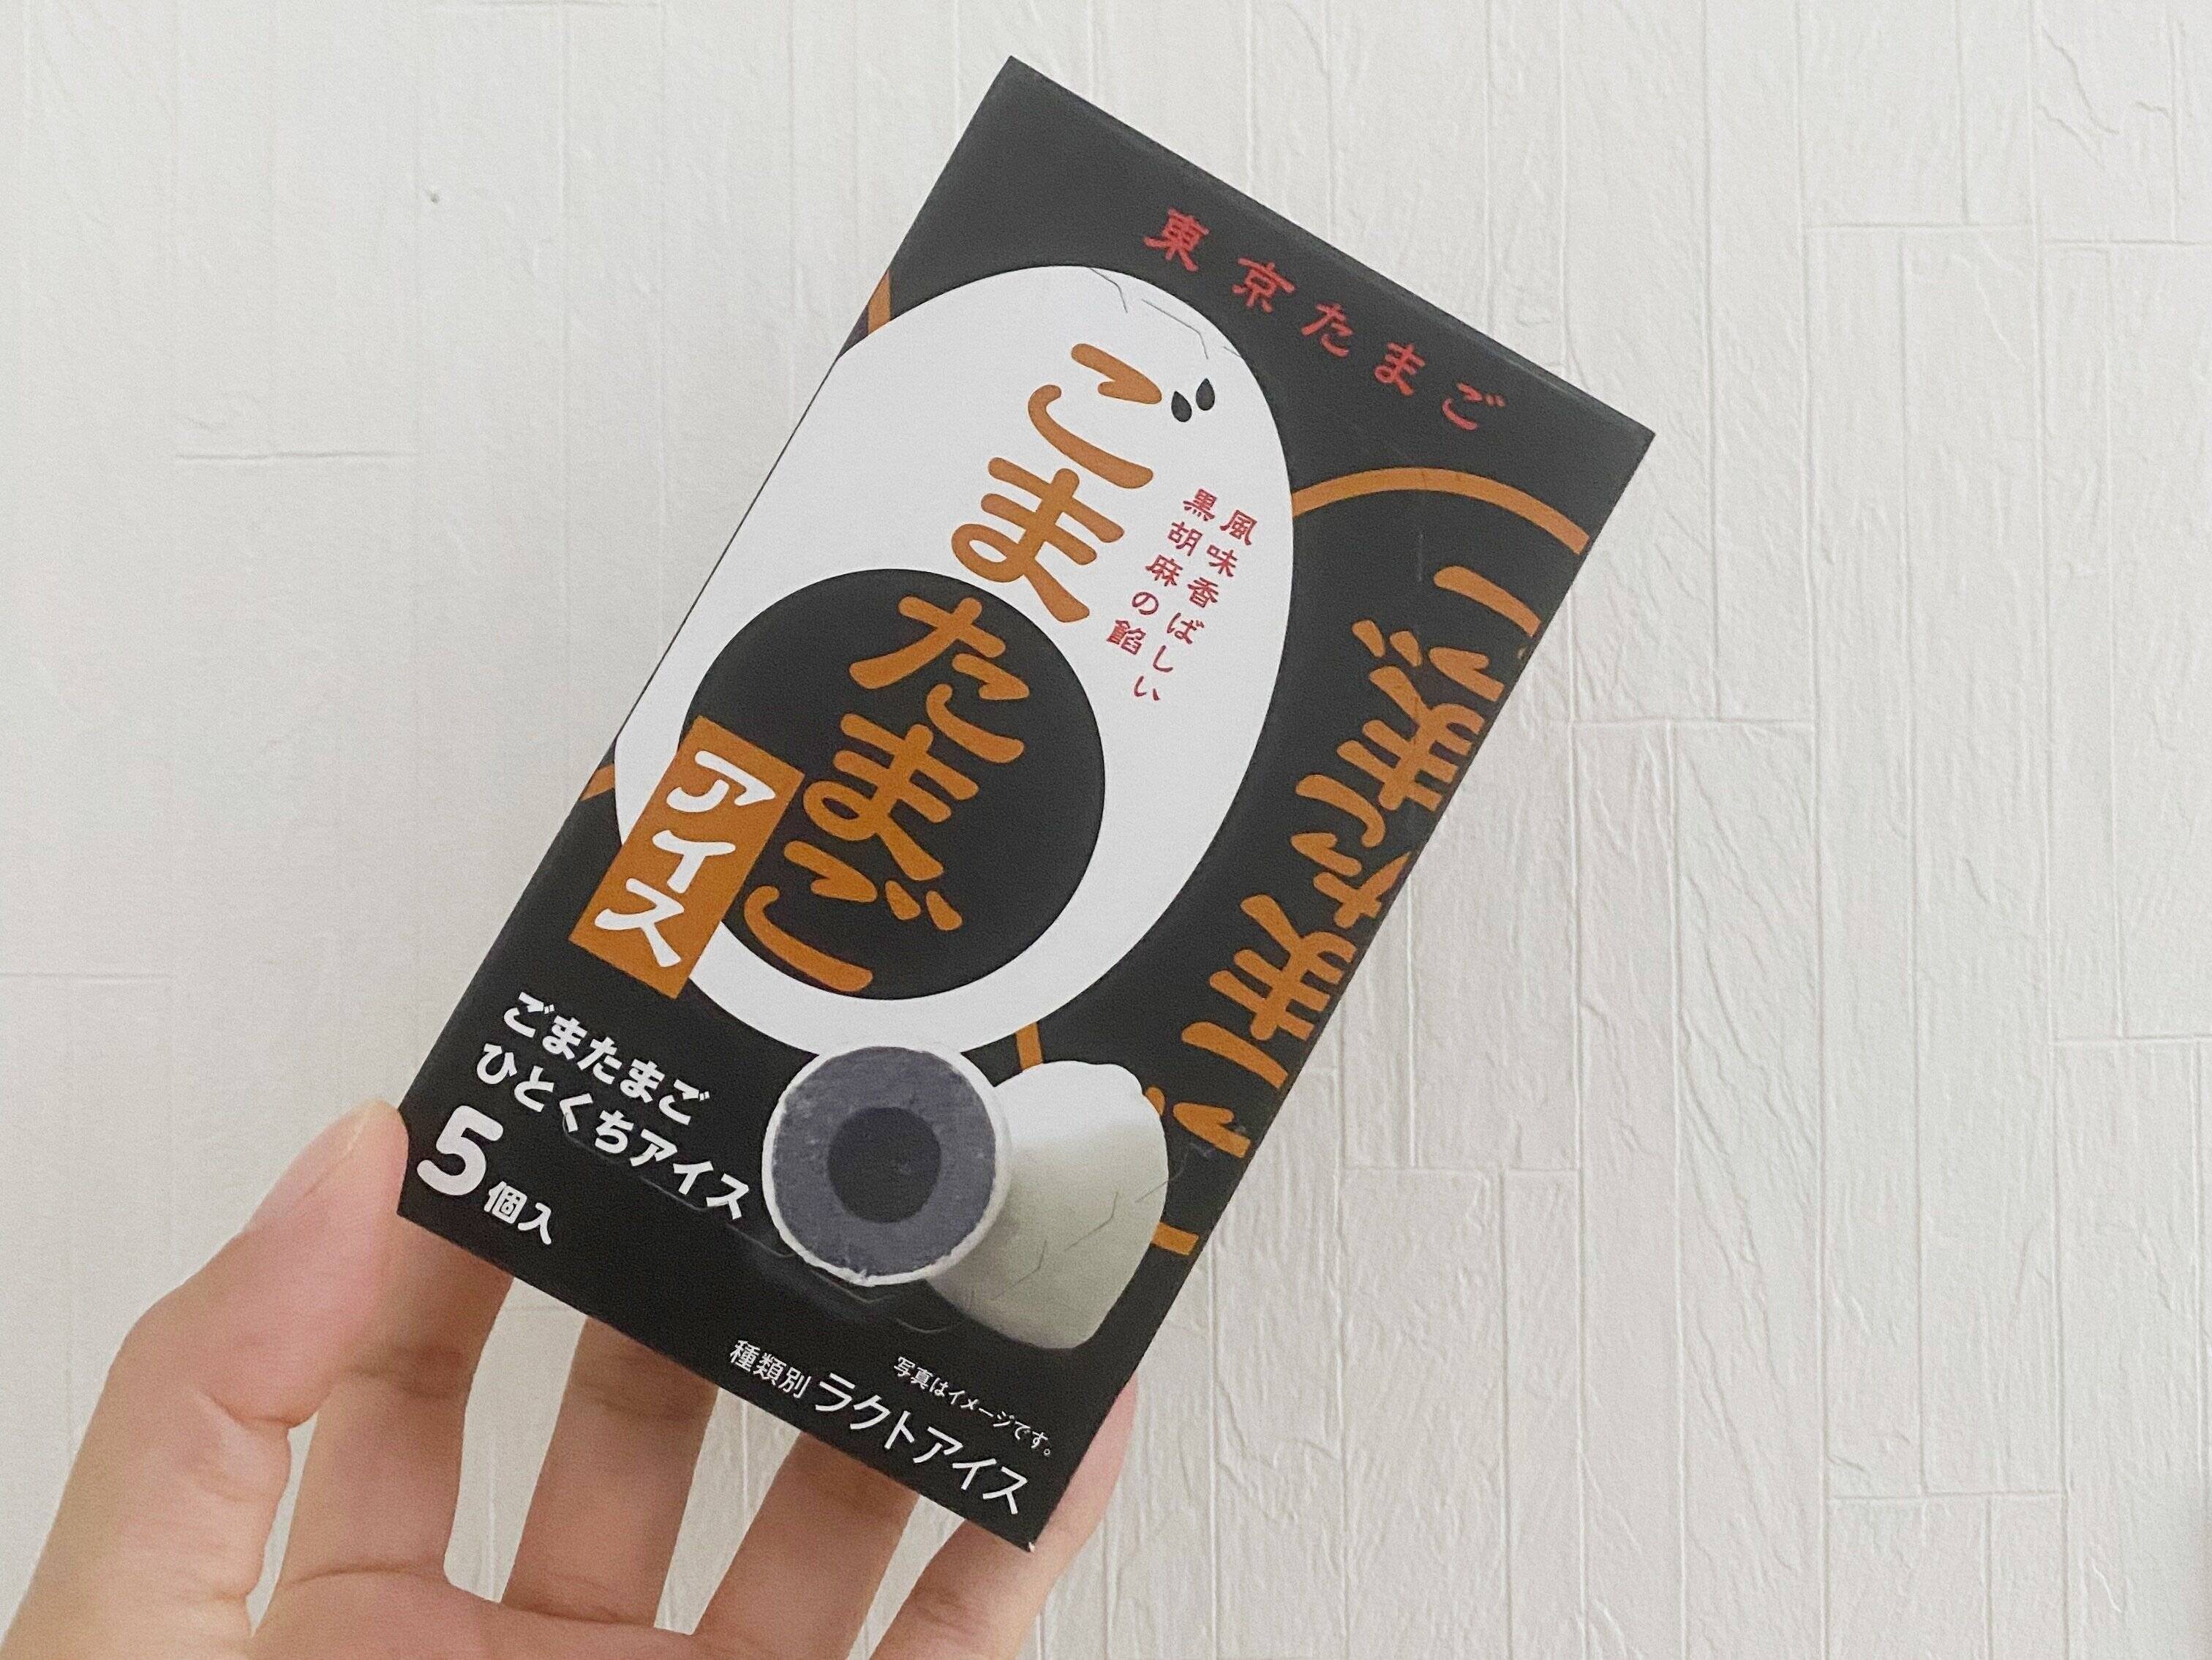 東京たまご
ごま
たまご
アイス
風味香ばしい
黒胡麻の餡
ごまたまご
ひとくちアイス
5個入
写真はイメージです。
種類別 ラクトアイス